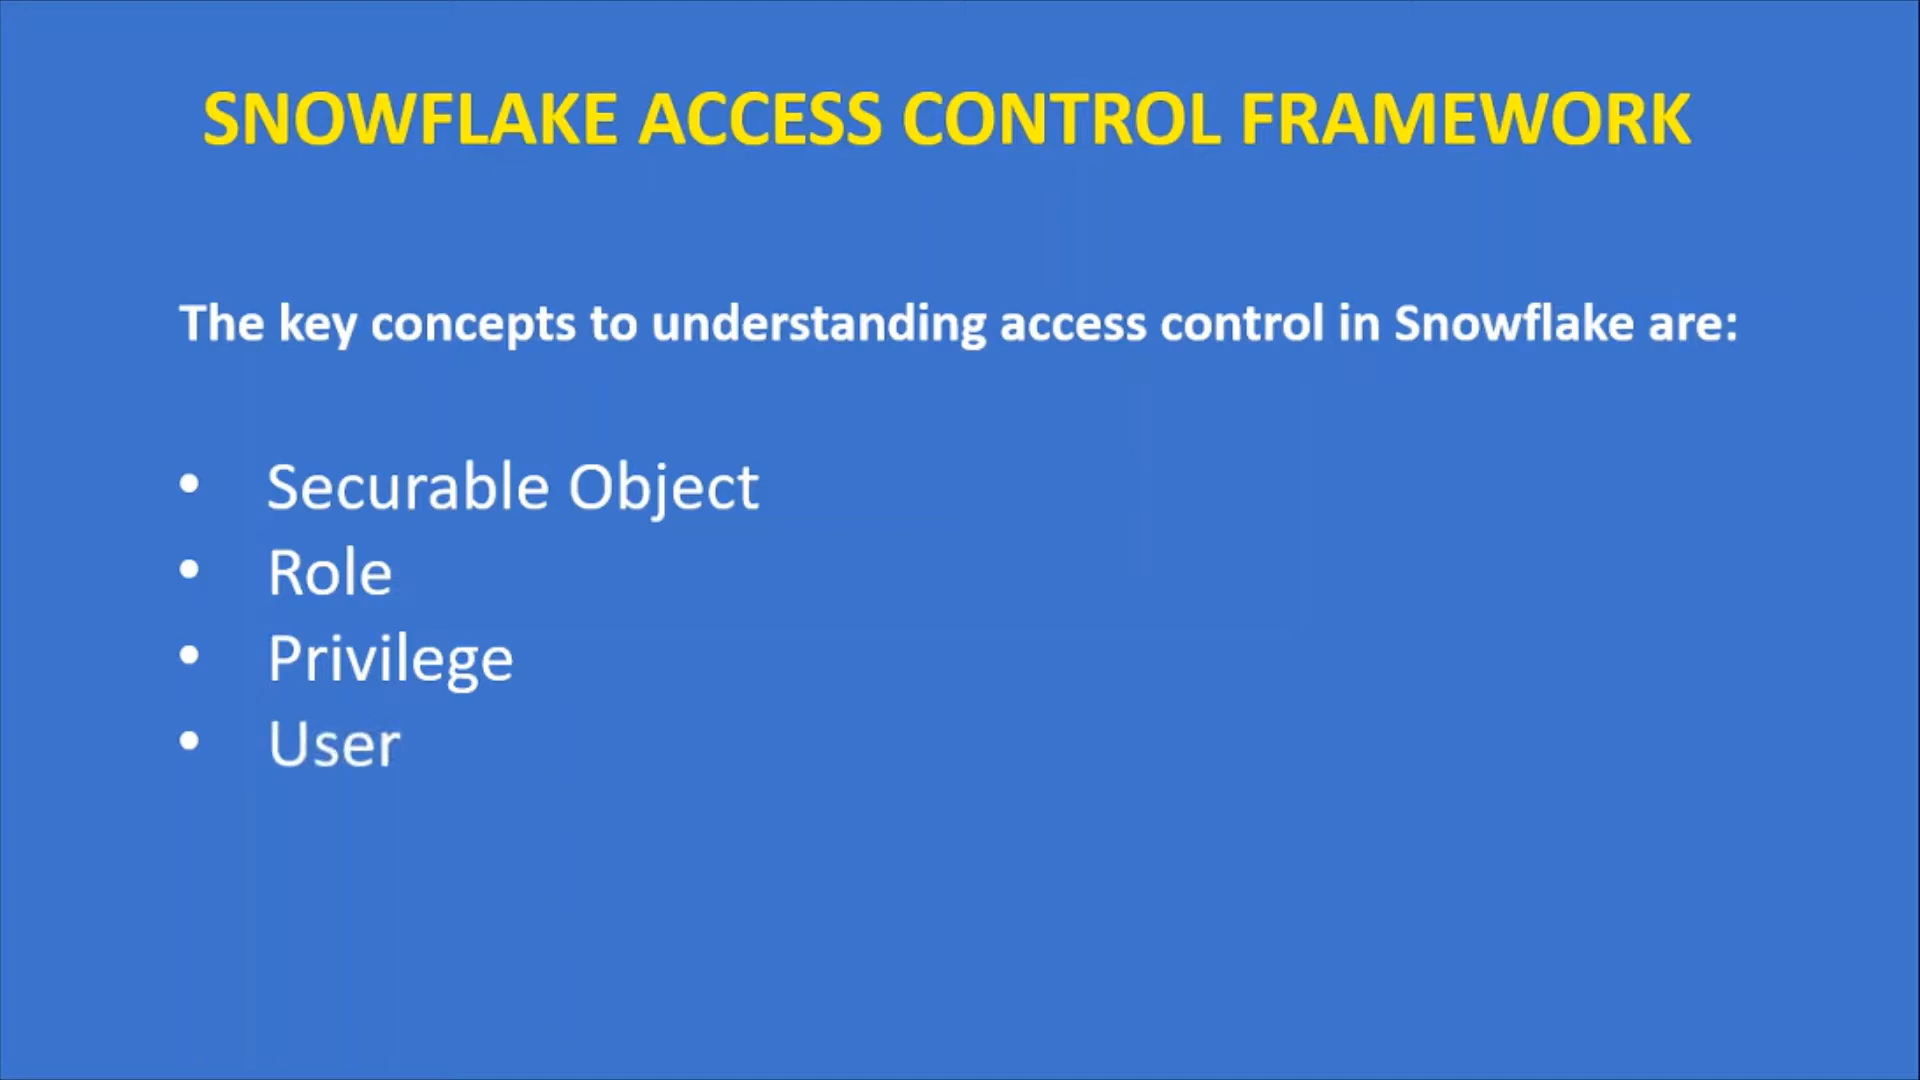 SNOWFLAKE ACCESS CONTROL FRAMEWORK
The key concepts to understanding access control in Snowflake are:
• Securable Object
• Role
• Privilege
• User